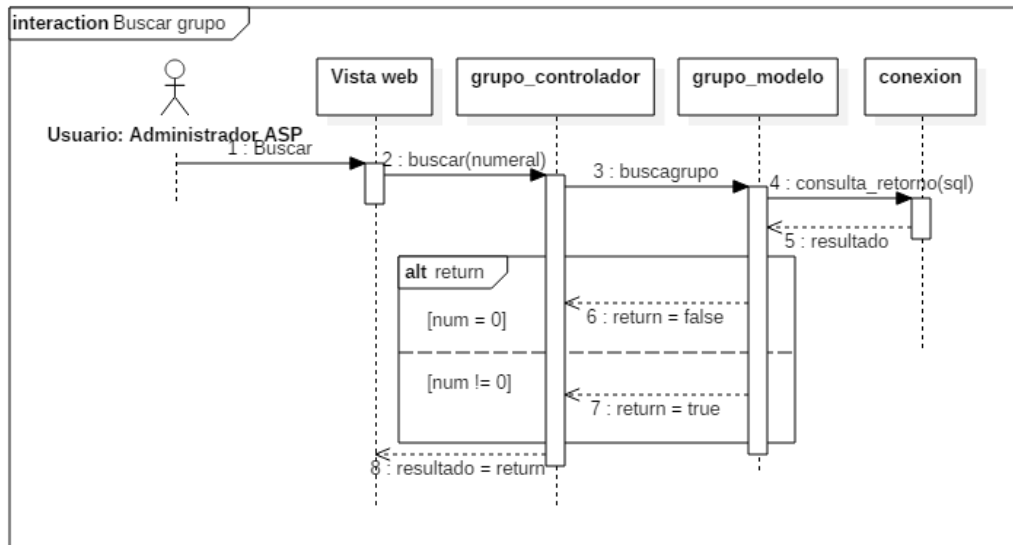 interaction Buscar grupo
Vista web
grupo_controlador
grupo_modelo
conexion
Usuario: Administrador ASP
1 : Buscar
2 : buscar(numeral)
3 : buscagrupo
4 : consulta_retorno(sql)
5 : resultado
alt return
[num = 0]
6 : return = false
[num != 0]
7 : return = true
8 : resultado = return